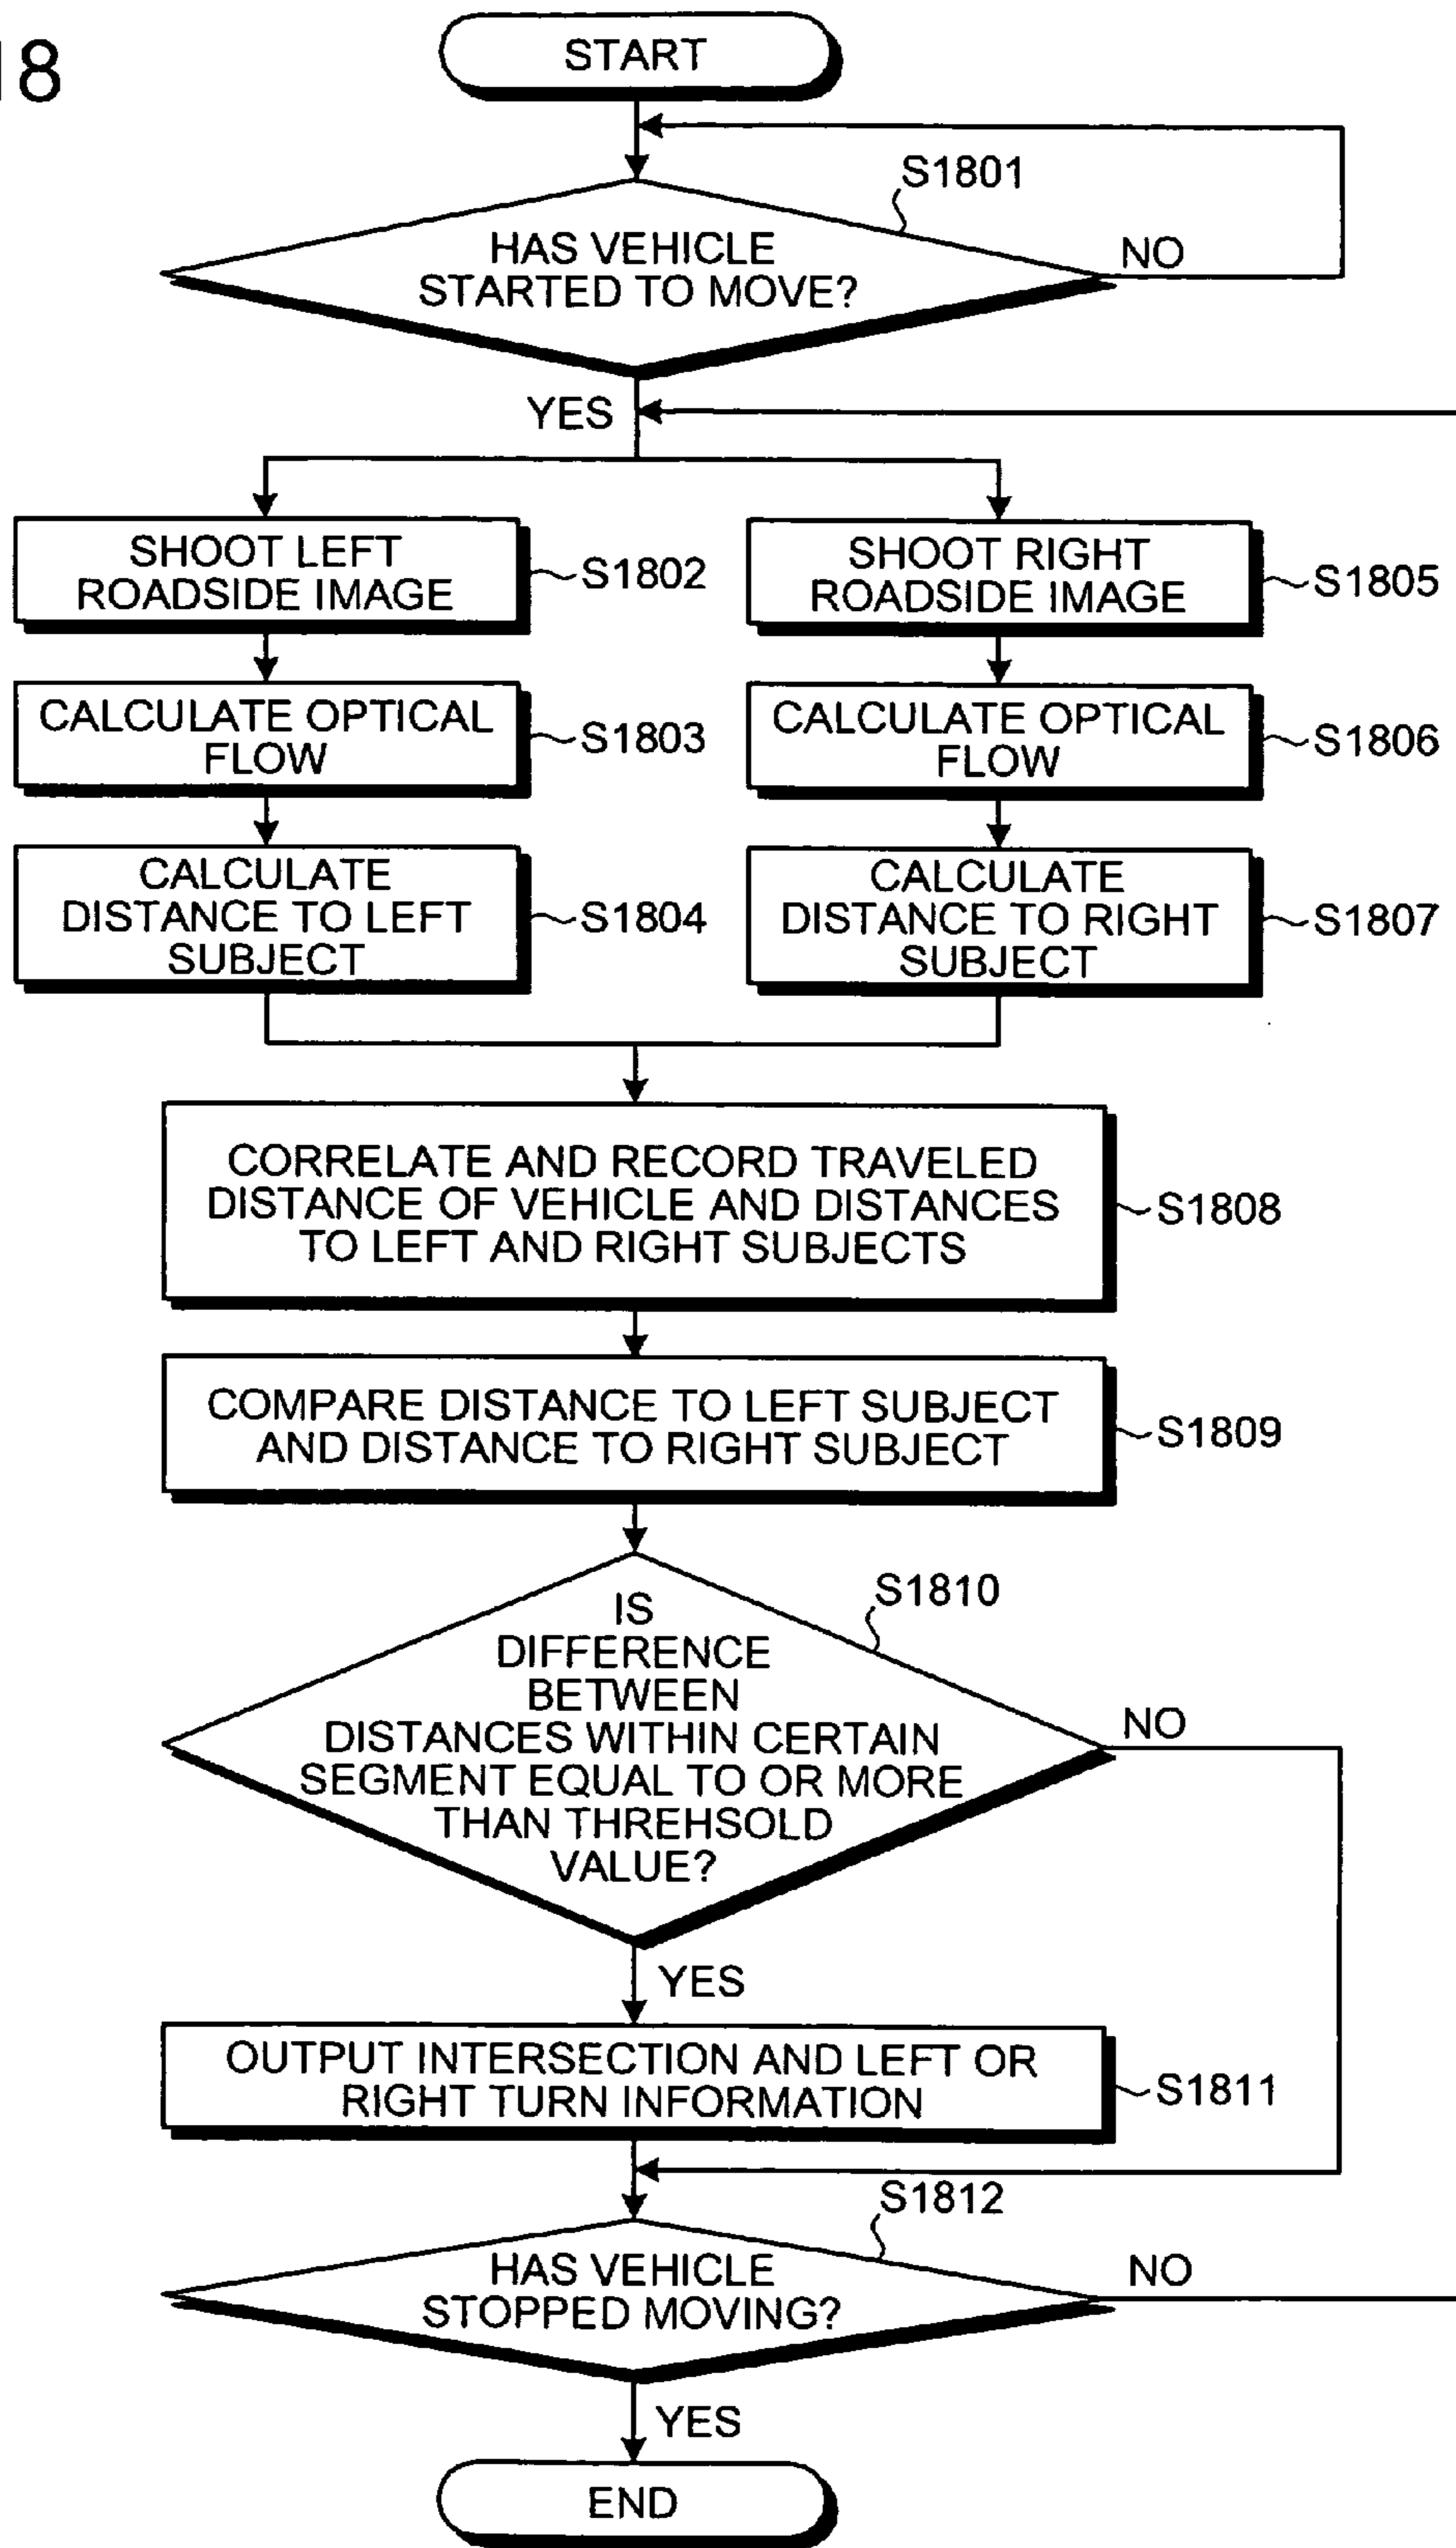 18
START
S1801
HAS VEHICLE
STARTED TO MOVE?
NO
YES
SHOOT LEFT
ROADSIDE IMAGE
S1802
SHOOT RIGHT
ROADSIDE IMAGE
S1805
CALCULATE OPTICAL
FLOW
S1803
CALCULATE OPTICAL
FLOW
S1806
CALCULATE
DISTANCE TO LEFT
SUBJECT
S1804
CALCULATE
DISTANCE TO RIGHT
SUBJECT
S1807
CORRELATE AND RECORD TRAVELED
DISTANCE OF VEHICLE AND DISTANCES
TO LEFT AND RIGHT SUBJECTS
S1808
COMPARE DISTANCE TO LEFT SUBJECT
AND DISTANCE TO RIGHT SUBJECT
S1809
S1810
IS
DIFFERENCE
BETWEEN
DISTANCES WITHIN CERTAIN
SEGMENT EQUAL TO OR MORE
THAN THREHSOLD
VALUE?
NO
YES
OUTPUT INTERSECTION AND LEFT OR
RIGHT TURN INFORMATION
S1811
S1812
HAS VEHICLE
STOPPED MOVING?
NO
YES
END